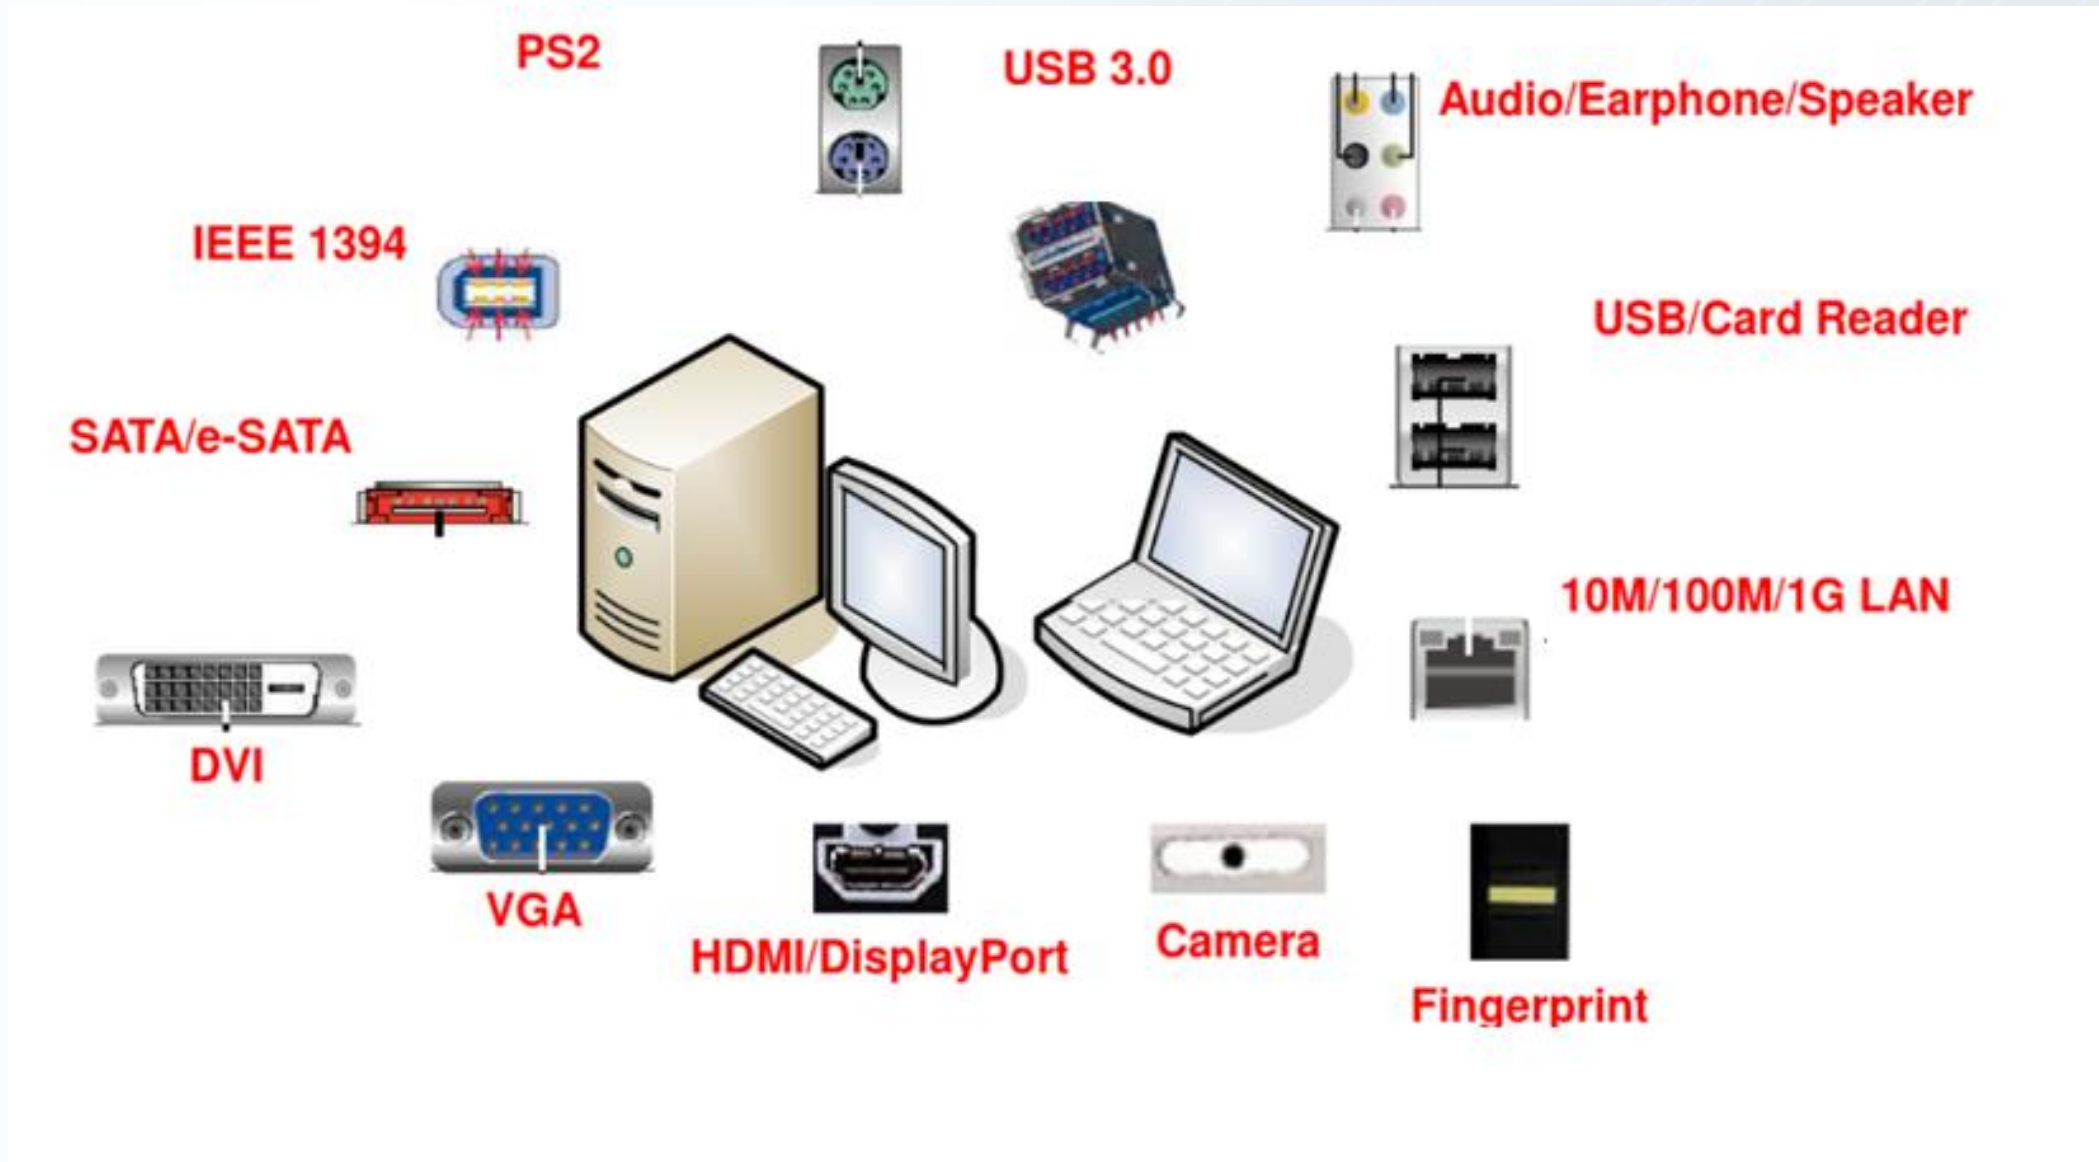 PS2
USB 3.0
Audio/Earphone/Speaker
IEEE 1394
USB/Card Reader
SATA/e-SATA
10M/100M/1G LAN
DVI
VGA
HDMI/DisplayPort
Camera
Fingerprint